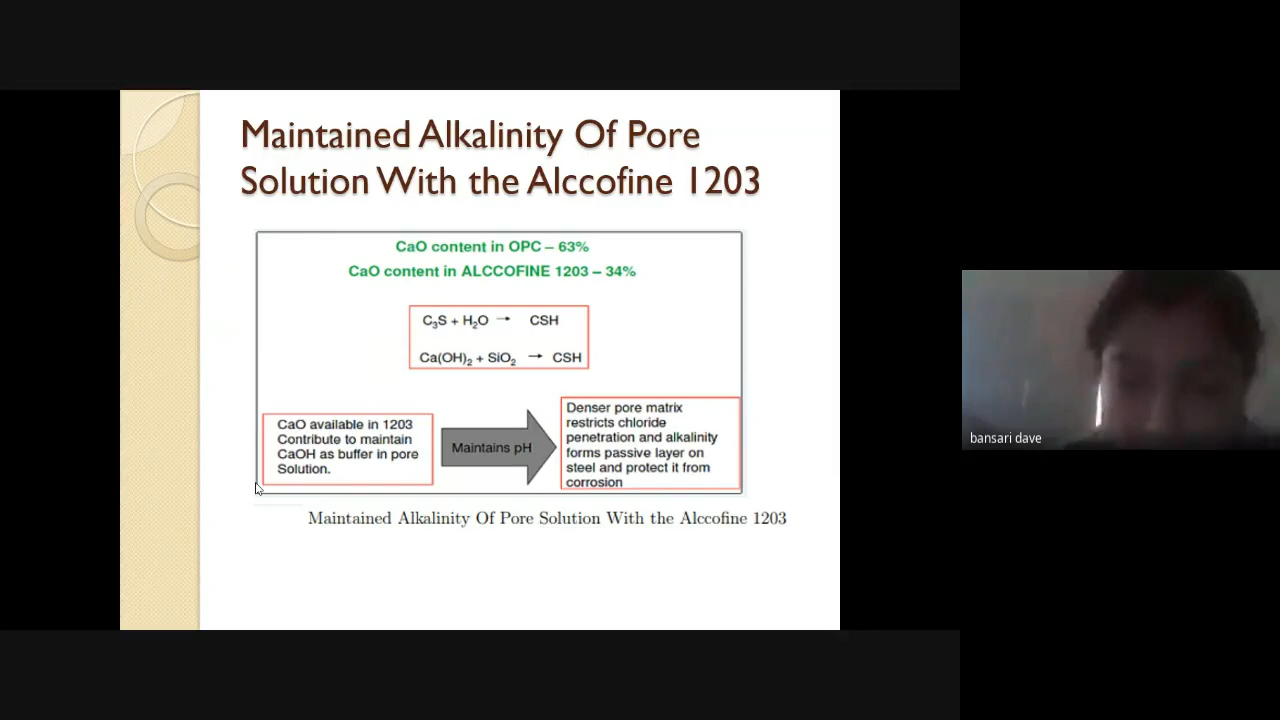 Maintained Alkalinity Of Pore
Solution With the Alccofine 1203
CaO content in OPC – 63%
CaO content in ALCCOFINE 1203 – 34%
C₃S + H₂O → CSH
Ca(OH)₂ + SiO₂ → CSH
CaO available in 1203
Contribute to maintain
CaOH as buffer in pore
Solution.
Maintains pH
Denser pore matrix
restricts chloride
penetration and alkalinity
forms passive layer on
steel and protect it from
corrosion
Maintained Alkalinity Of Pore Solution With the Alccofine 1203
bansari dave